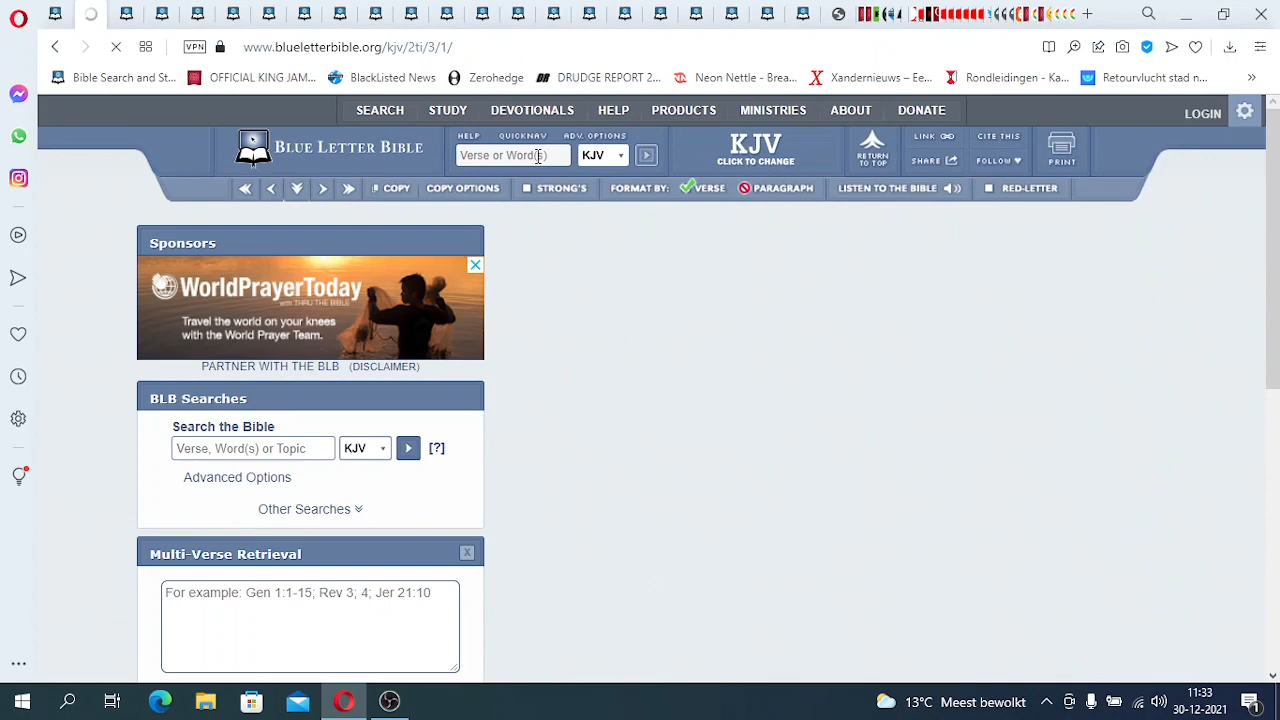 VPN www.blueletterbible.org/kjv/2ti/3/1/
Bible Search and St... OFFICIAL KING JAM... BlackListed News Zerohedge DRUDGE REPORT 2... Neon Nettle - Brea... Xandernieuws – Ee... Rondleidingen - Ka... Retourvlucht stad n... »
SEARCH STUDY DEVOTIONALS HELP PRODUCTS MINISTRIES ABOUT DONATE LOGIN
HELP QUICKNAV ADV. OPTIONS
BLUE LETTER BIBLE
Verse or Word(s) KJV
KJV
CLICK TO CHANGE
RETURN
TO TOP
LINK CITE THIS
SHARE FOLLOW
PRINT
COPY COPY OPTIONS STRONG'S FORMAT BY: VERSE PARAGRAPH LISTEN TO THE BIBLE RED-LETTER
Sponsors
WorldPrayerToday
with THRU THE BIBLE
Travel the world on your knees
with the World Prayer Team.
PARTNER WITH THE BLB (DISCLAIMER)
BLB Searches
Search the Bible
Verse, Word(s) or Topic KJV [?]
Advanced Options
Other Searches
Multi-Verse Retrieval X
For example: Gen 1:1-15; Rev 3; 4; Jer 21:10
13°C Meest bewolkt
11:33
30-12-2021
1